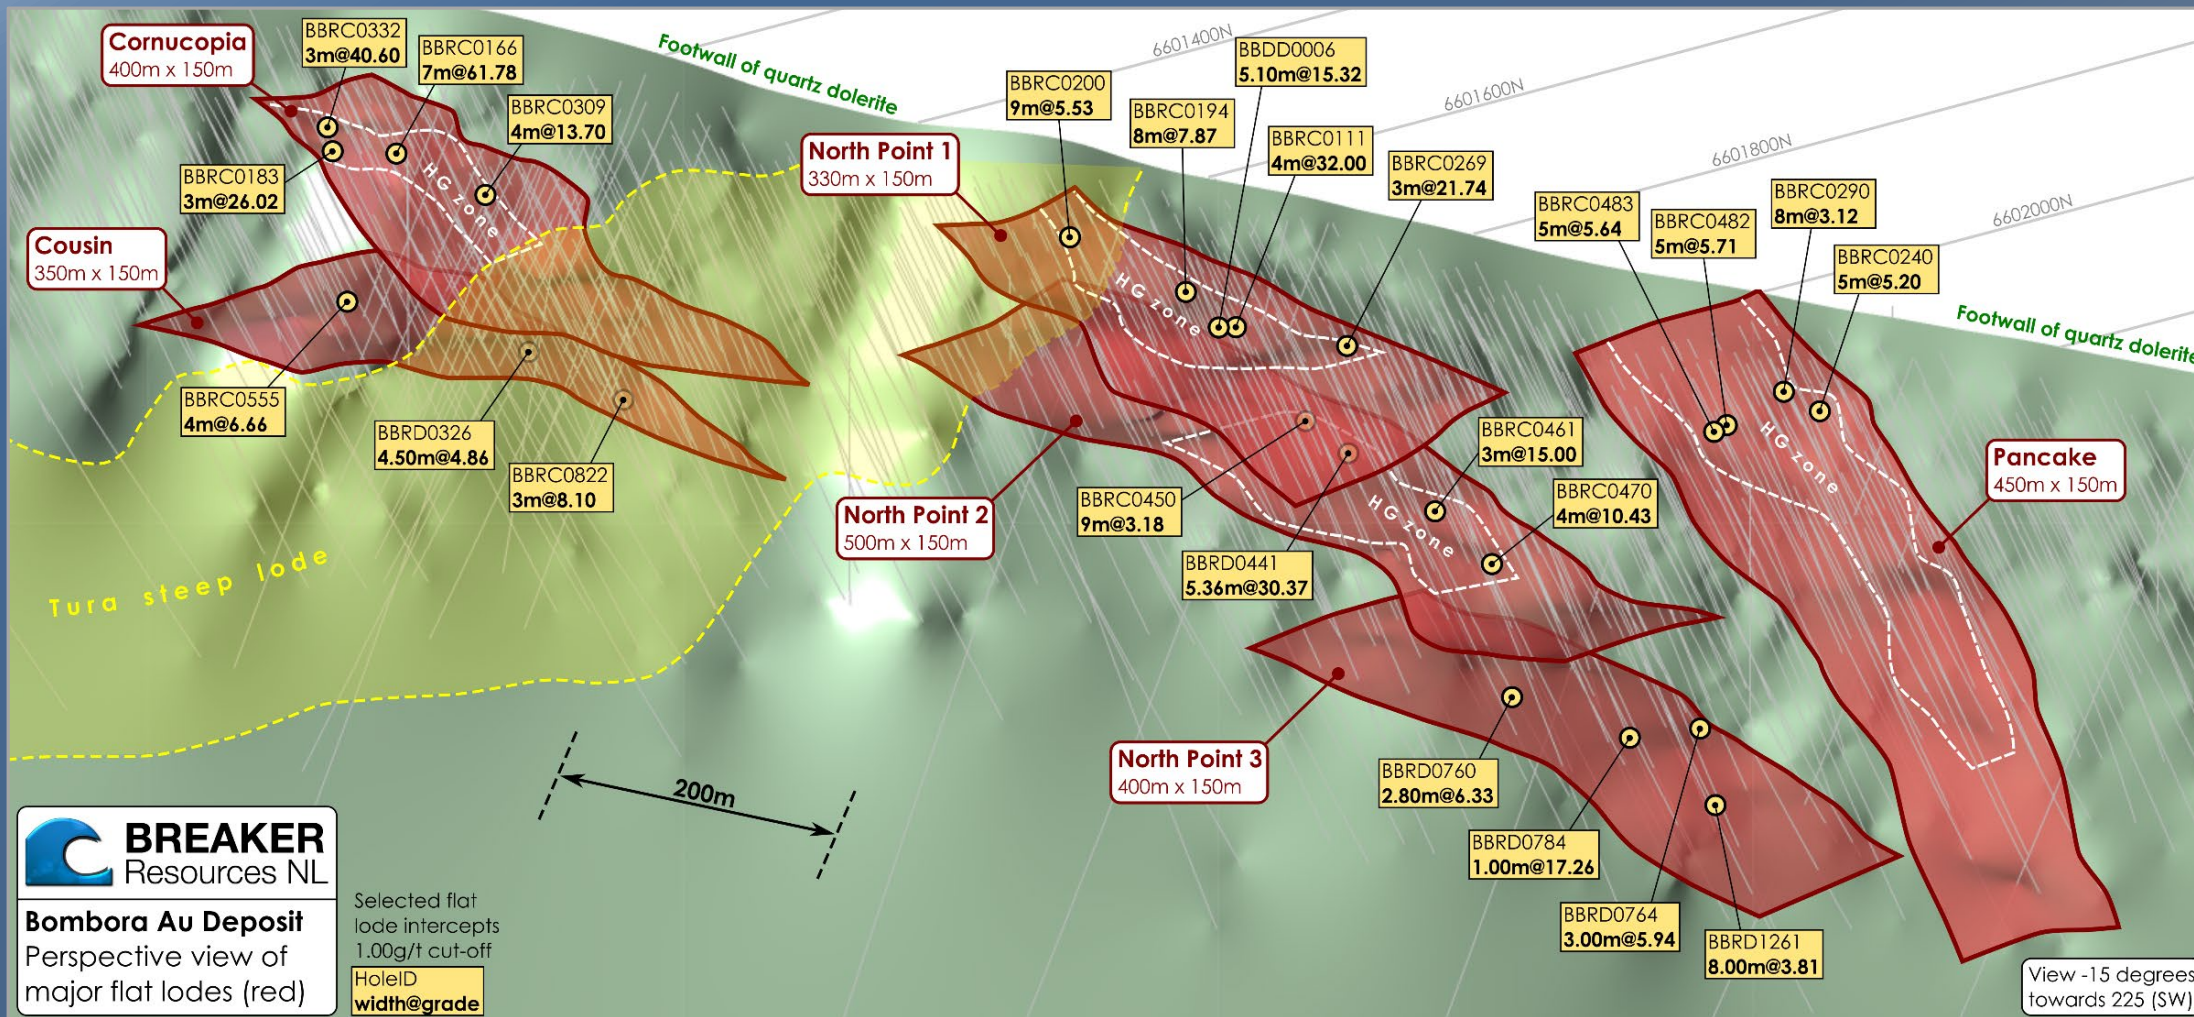 Cornucopia
400m x 150m
BBRC0332
3m@40.60
BBRC0166
7m@61.78
BBRC0309
4m@13.70
BBRC0183
3m@26.02
HG zone
Cousin
350m x 150m
BBRC0555
4m@6.66
BBRD0326
4.50m@4.86
BBRC0822
3m@8.10
Tura steep lode
Footwall of quartz dolerite
6601400N
6601600N
6601800N
6602000N
North Point 1
330m x 150m
BBRC0200
9m@5.53
BBRC0194
8m@7.87
BBDD0006
5.10m@15.32
BBRC0111
4m@32.00
BBRC0269
3m@21.74
HG zone
North Point 2
500m x 150m
BBRC0450
9m@3.18
BBRD0441
5.36m@30.37
BBRC0461
3m@15.00
BBRC0470
4m@10.43
HG zone
BBRC0483
5m@5.64
BBRC0482
5m@5.71
BBRC0290
8m@3.12
BBRC0240
5m@5.20
Footwall of quartz dolerite
HG zone
Pancake
450m x 150m
North Point 3
400m x 150m
BBRD0760
2.80m@6.33
BBRD0784
1.00m@17.26
BBRD0764
3.00m@5.94
BBRD1261
8.00m@3.81
200m
BREAKER
Resources NL
Bombora Au Deposit
Perspective view of
major flat lodes (red)
Selected flat
lode intercepts
1.00g/t cut-off
HoleID
width@grade
View -15 degrees
towards 225 (SW)